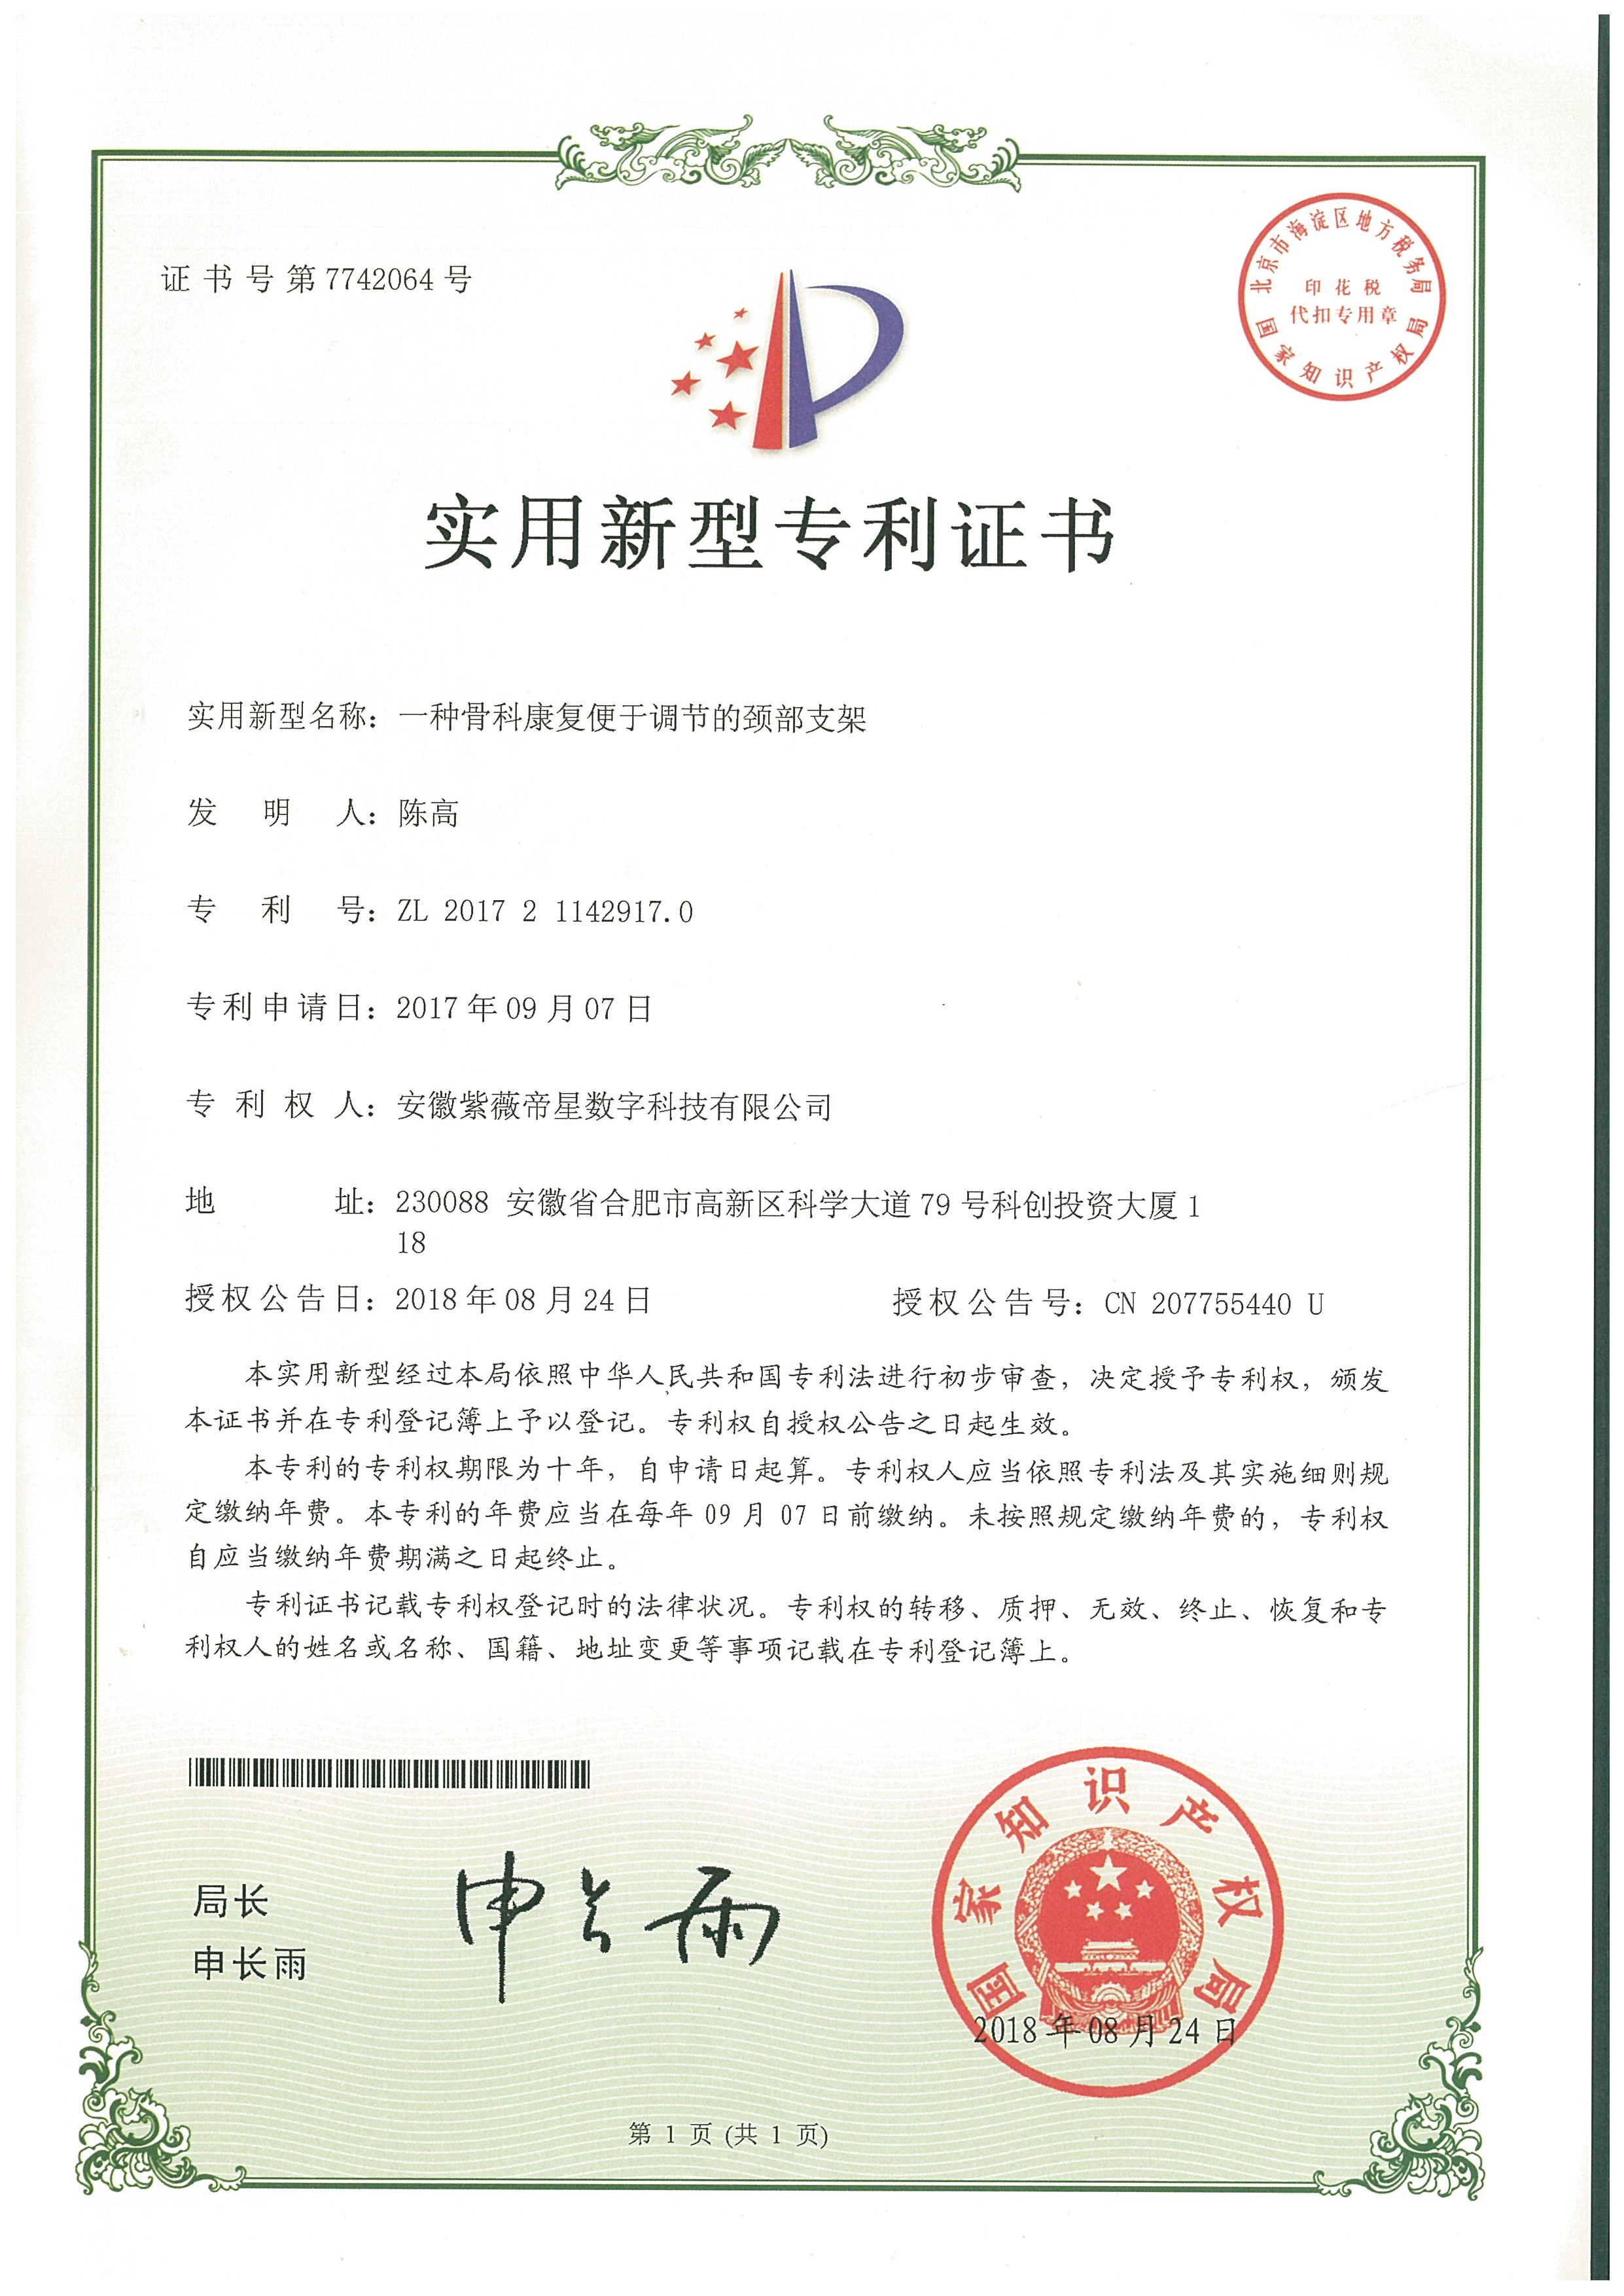 证书号第7742064号
北京市海淀区地方税务局
印花税
代扣专用章
国家知识产权局
实用新型专利证书
实用新型名称：一种骨科康复便于调节的颈部支架
发明人：陈高
专利号：ZL 2017 2 1142917.0
专利申请日：2017年09月07日
专利权人：安徽紫薇帝星数字科技有限公司
地址：230088 安徽省合肥市高新区科学大道79号科创投资大厦1
18
授权公告日：2018年08月24日 授权公告号：CN 207755440 U
本实用新型经过本局依照中华人民共和国专利法进行初步审查，决定授予专利权，颁发
本证书并在专利登记簿上予以登记。专利权自授权公告之日起生效。
本专利的专利权期限为十年，自申请日起算。专利权人应当依照专利法及其实施细则规
定缴纳年费。本专利的年费应当在每年09月07日前缴纳。未按照规定缴纳年费的，专利权
自应当缴纳年费期满之日起终止。
专利证书记载专利权登记时的法律状况。专利权的转移、质押、无效、终止、恢复和专
利权人的姓名或名称、国籍、地址变更等事项记载在专利登记簿上。
局长
申长雨
申长雨
国家知识产权局
2018年08月24日
第1页(共1页)